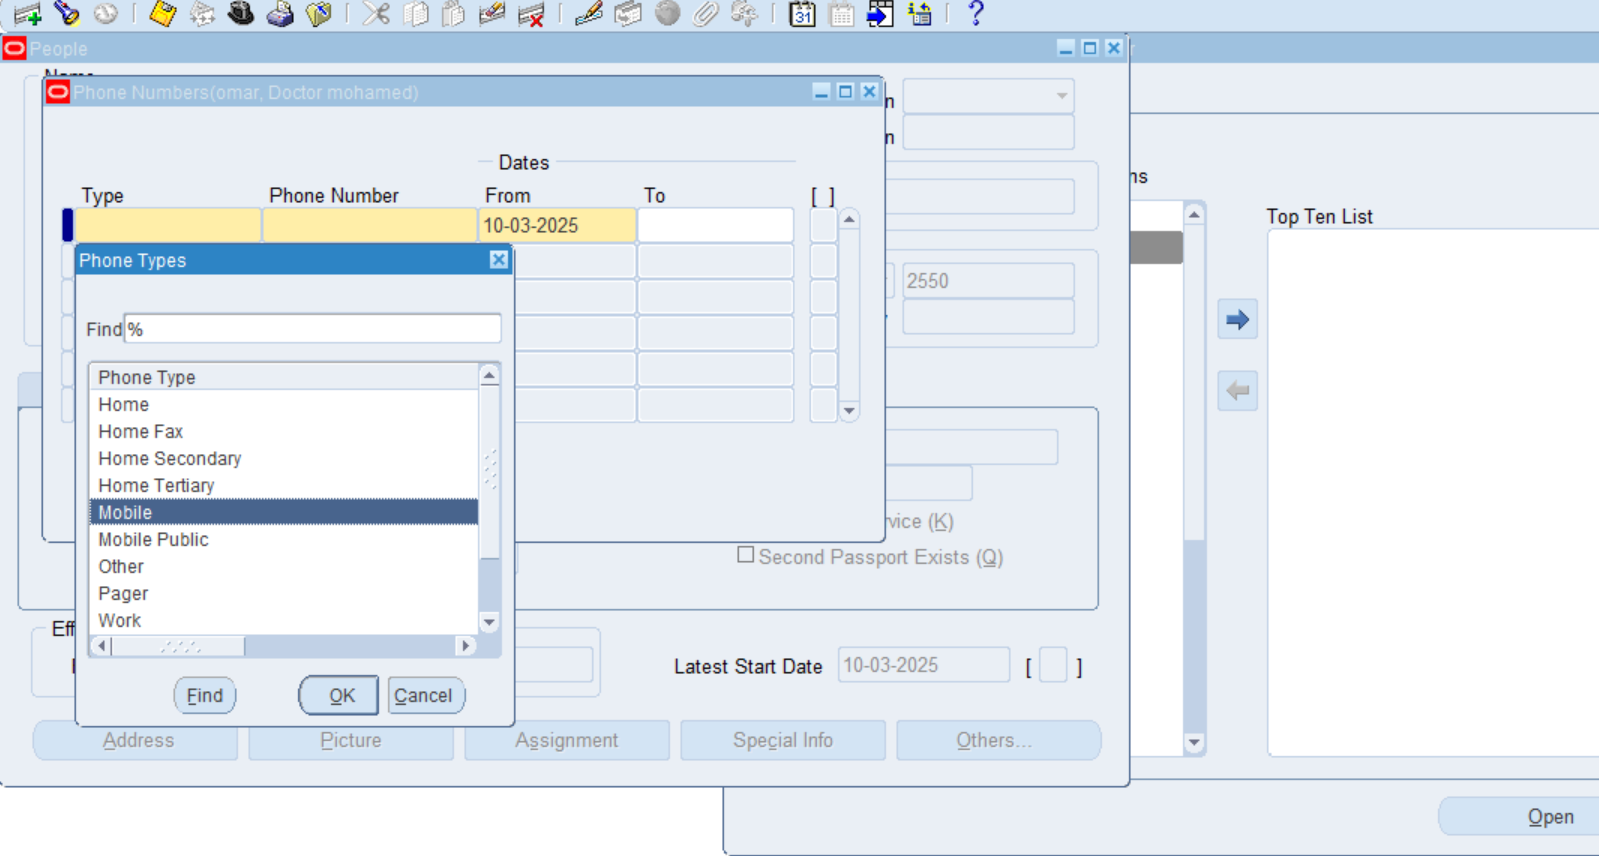 31
?
People
Name
Phone Numbers(omar, Doctor mohamed)
Dates
Type
Phone Number
From
To
[ ]
10-03-2025
Phone Types
Find %
Phone Type
Home
Home Fax
Home Secondary
Home Tertiary
Mobile
Mobile Public
Other
Pager
Work
Find
OK
Cancel
n
n
2550
vice (K)
Second Passport Exists (Q)
Eff
Latest Start Date 10-03-2025 [ ]
Address
Picture
Assignment
Special Info
Others...
ns
Top Ten List
Open